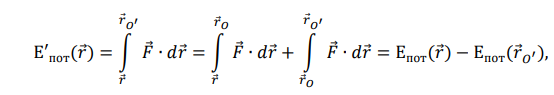 E′пот(r⃗) = ∫_{r⃗}^{r⃗_{O′}} F⃗ · dr⃗ = ∫_{r⃗}^{r⃗_O} F⃗ · dr⃗ + ∫_{r⃗_O}^{r⃗_{O′}} F⃗ · dr⃗ = Eпот(r⃗) − Eпот(r⃗_{O′}),